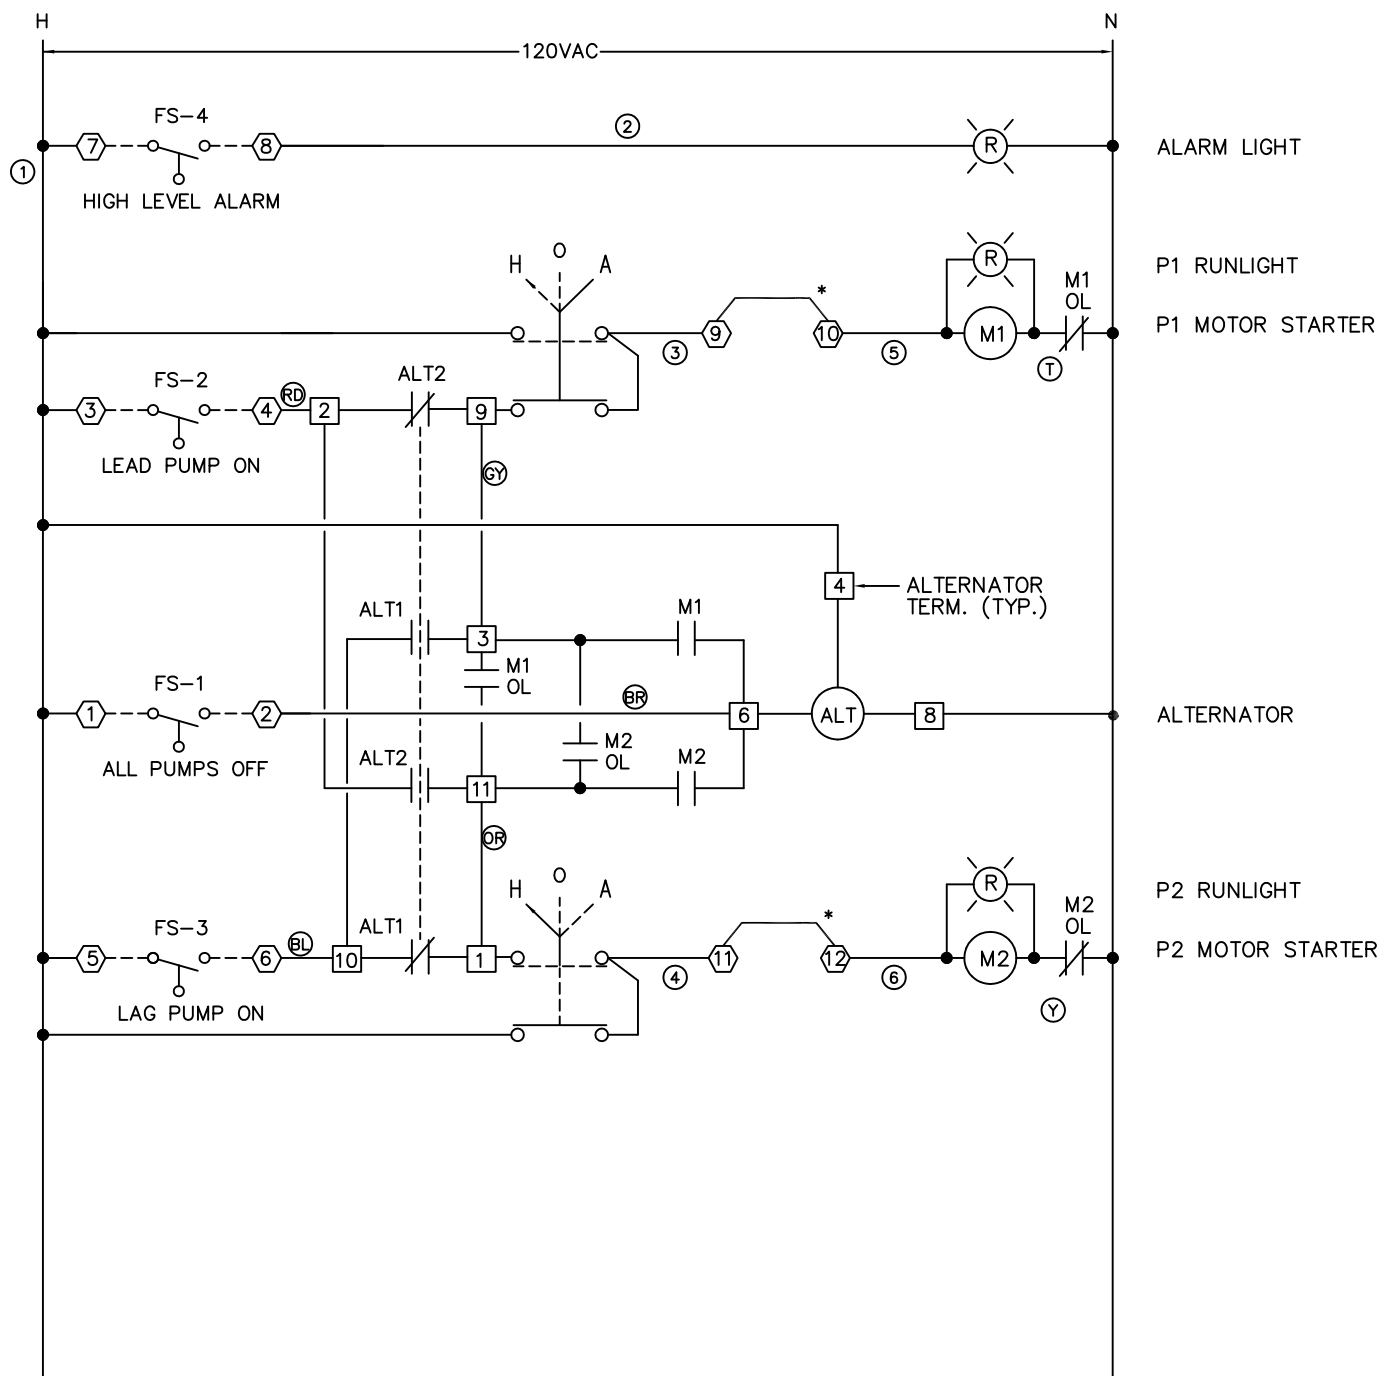 H N
120VAC
FS-4 2
7 8 R ALARM LIGHT
1
HIGH LEVEL ALARM
H O A R P1 RUNLIGHT
* M1
OL
9 10 M1 P1 MOTOR STARTER
3 5 T
FS-2 ALT2
3 4 RD 2 9
LEAD PUMP ON GY
4 ALTERNATOR
TERM. (TYP.)
ALT1 M1
3
M1
OL
FS-1 BR
1 2 6 ALT 8 ALTERNATOR
M2
OL
ALL PUMPS OFF ALT2 M2
11
OR
H O A R P2 RUNLIGHT
* M2
OL
FS-3 ALT1
5 6 BL 10 1 11 12 M2 P2 MOTOR STARTER
4 6
LAG PUMP ON Y